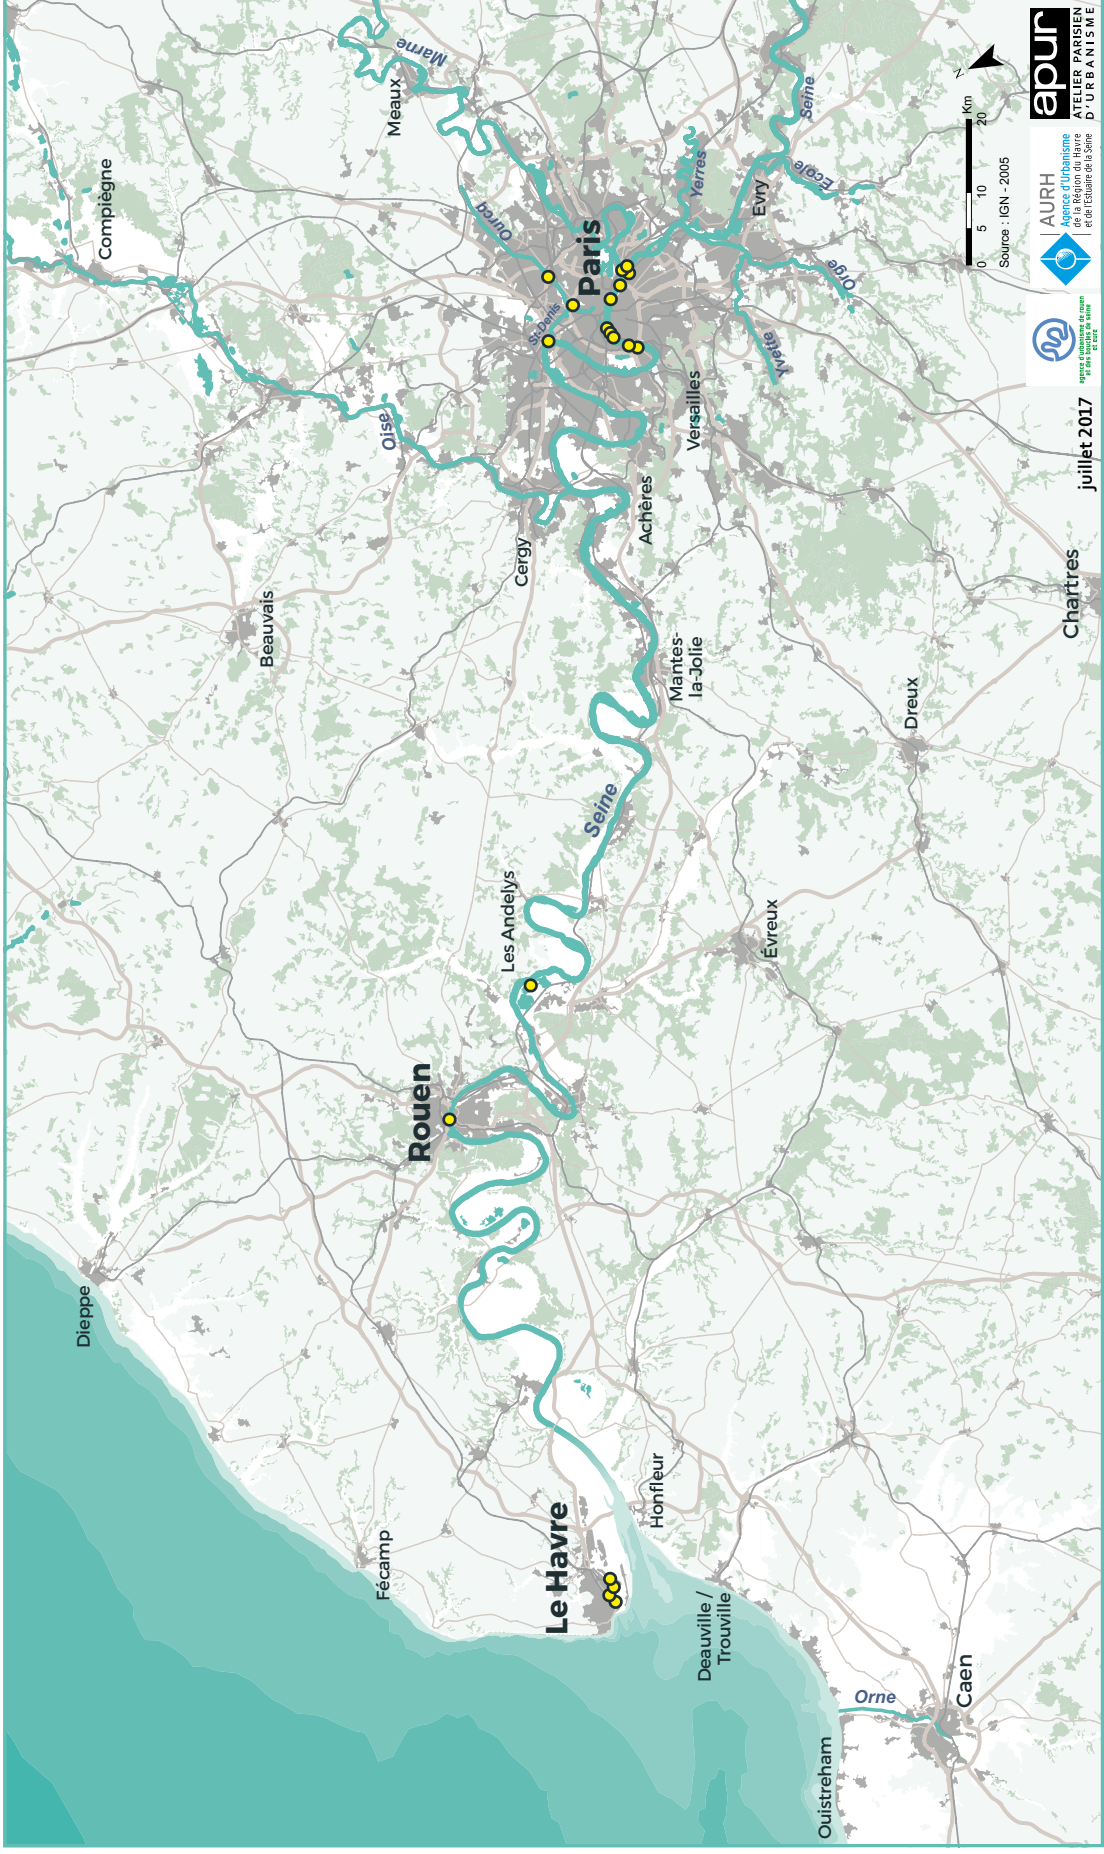 Dieppe
Fécamp
Le Havre
Honfleur
Deauville /
Trouville
Ouistreham
Orne
Caen
Rouen
Les Andelys
Évreux
Seine
Beauvais
Mantes-
la-Jolie
Dreux
Chartres
Cergy
Achères
Oise
Versailles
Compiègne
St. Denis
Paris
Ourcq
Yvette
Orge
Evry
École
Yerres
Seine
Meaux
Marne
juillet 2017
agence d'urbanisme de rouen
et des boucles de seine
et eure
AURH
Agence d'Urbanisme
de la Région du Havre
et de l'Estuaire de la Seine
apur
ATELIER PARISIEN
D'URBANISME
0 5 10 20 Km
Source : IGN - 2005
N